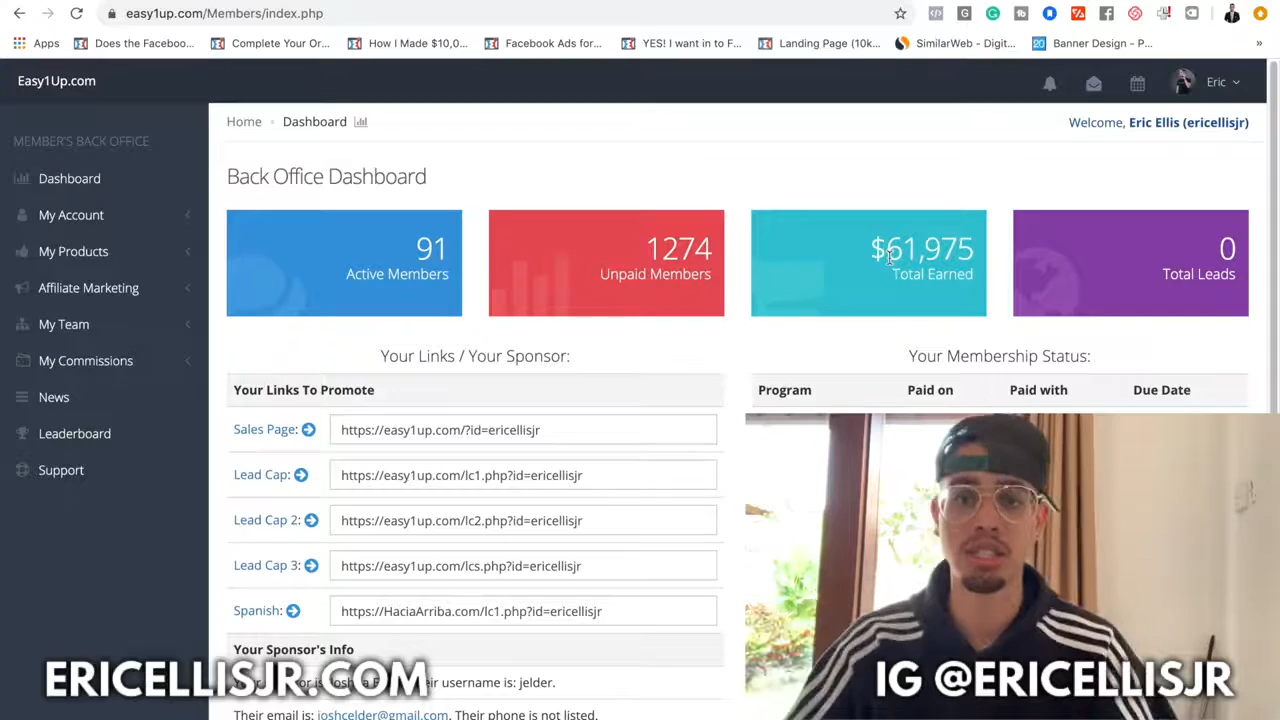 easy1up.com/Members/index.php
Apps
Does the Faceboo...
Complete Your Or...
How I Made $10,0...
Facebook Ads for...
YES! I want in to F...
Landing Page (10k...
SimilarWeb - Digit...
Banner Design - P...
»
Easy1Up.com
Eric
Home
Dashboard
Welcome, Eric Ellis (ericellisjr)
MEMBER'S BACK OFFICE
Dashboard
My Account
My Products
Affiliate Marketing
My Team
My Commissions
News
Leaderboard
Support
Back Office Dashboard
91
Active Members
1274
Unpaid Members
$61,975
Total Earned
0
Total Leads
Your Links / Your Sponsor:
Your Links To Promote
Sales Page: https://easy1up.com/?id=ericellisjr
Lead Cap: https://easy1up.com/lc1.php?id=ericellisjr
Lead Cap 2: https://easy1up.com/lc2.php?id=ericellisjr
Lead Cap 3: https://easy1up.com/lcs.php?id=ericellisjr
Spanish: https://HaciaArriba.com/lc1.php?id=ericellisjr
Your Sponsor's Info
their username is: jelder.
Their email is: joshcelder@gmail.com. Their phone is not listed.
Your Membership Status:
Program Paid on Paid with Due Date
ERICELLISJR.COM
IG @ERICELLISJR